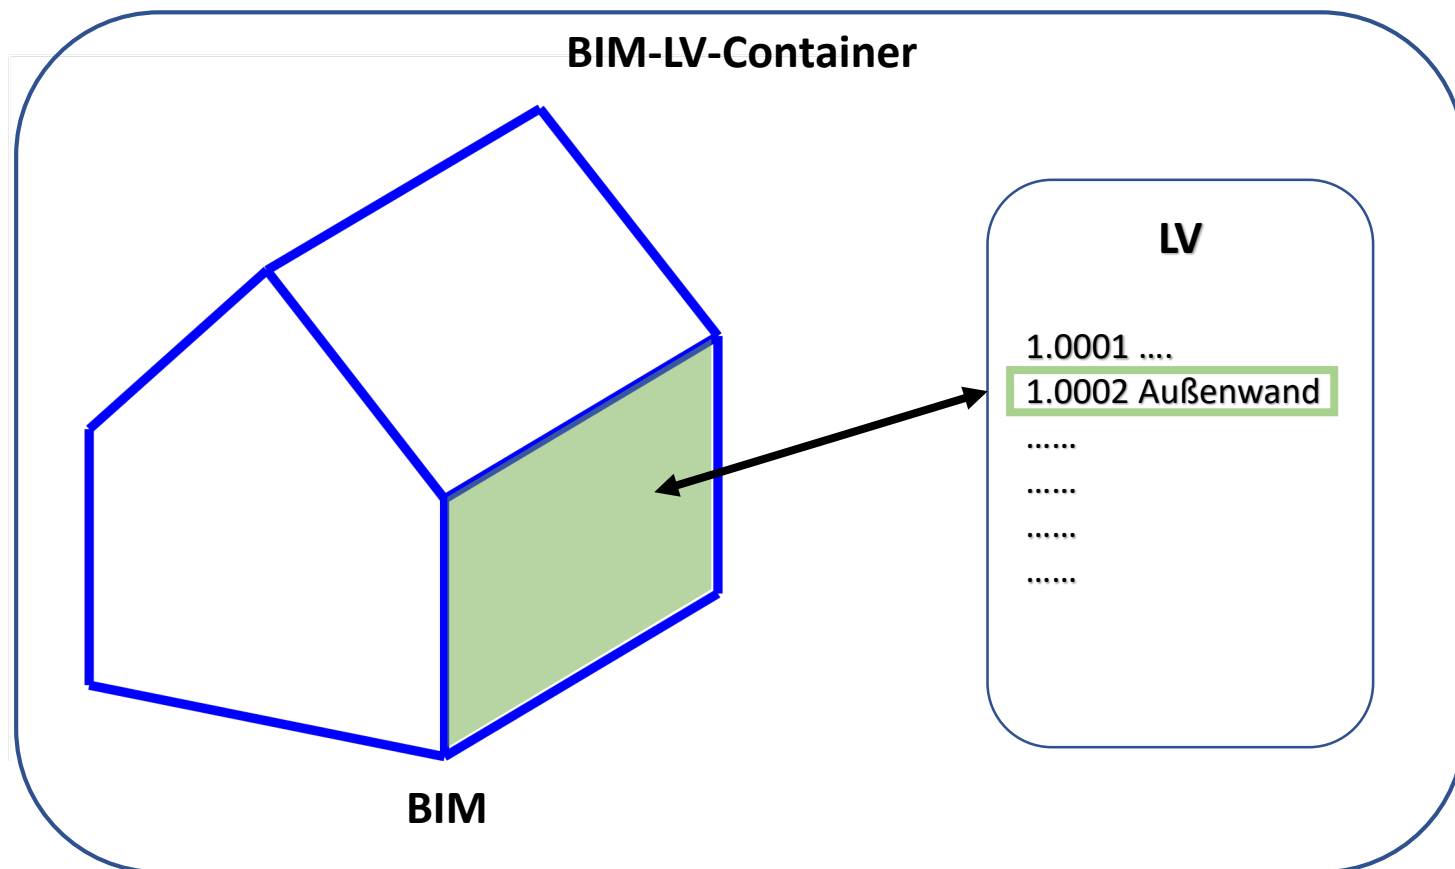 BIM-LV-Container
LV
1.0001 ....
1.0002 Außenwand
......
......
......
......
BIM